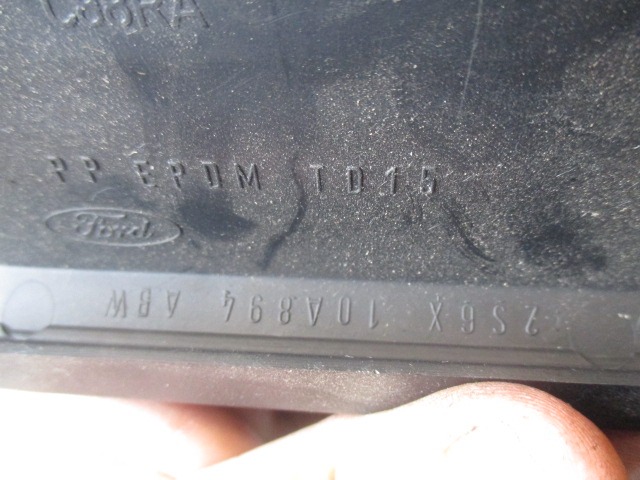 PP EPDM TD15
Ford
2S6X 10A894 ABW